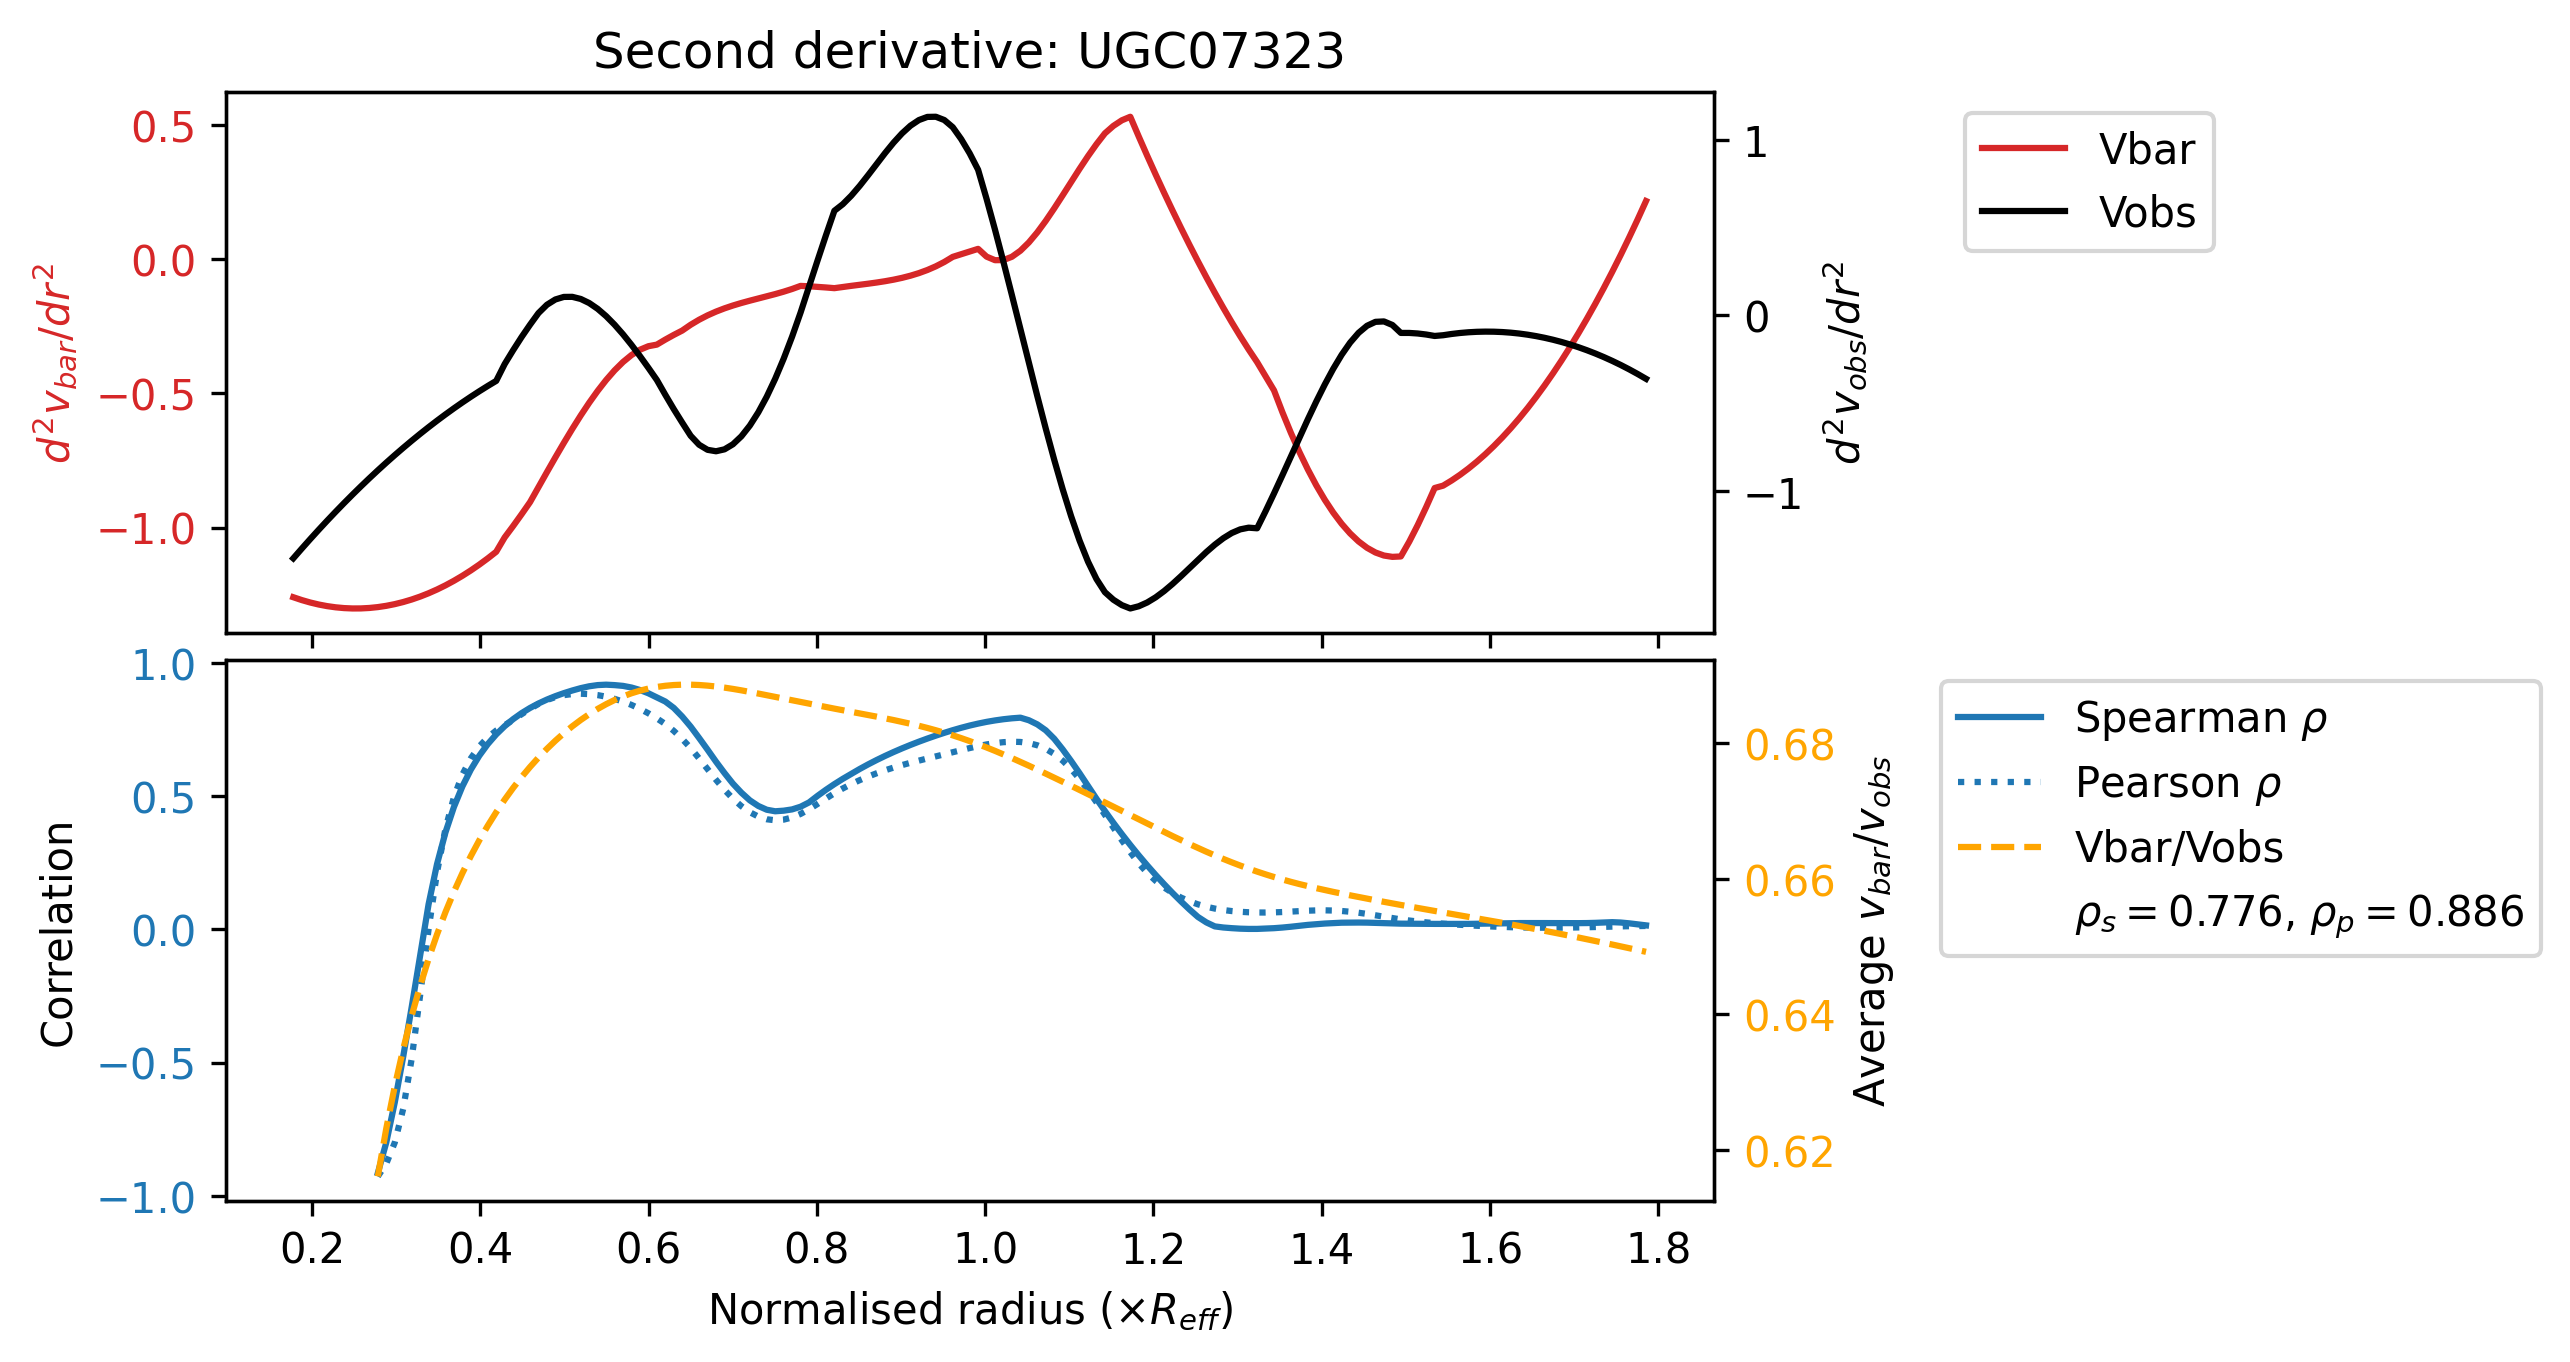 Second derivative: UGC07323
0.5
0.0
−0.5
−1.0
d²v_bar/dr²
1
0
−1
d²v_obs/dr²
Vbar
Vobs
1.0
0.5
0.0
−0.5
−1.0
Correlation
0.68
0.66
0.64
0.62
Average v_bar/v_obs
Spearman ρ
Pearson ρ
Vbar/Vobs
ρ_s = 0.776, ρ_p = 0.886
0.2 0.4 0.6 0.8 1.0 1.2 1.4 1.6 1.8
Normalised radius (×R_eff)